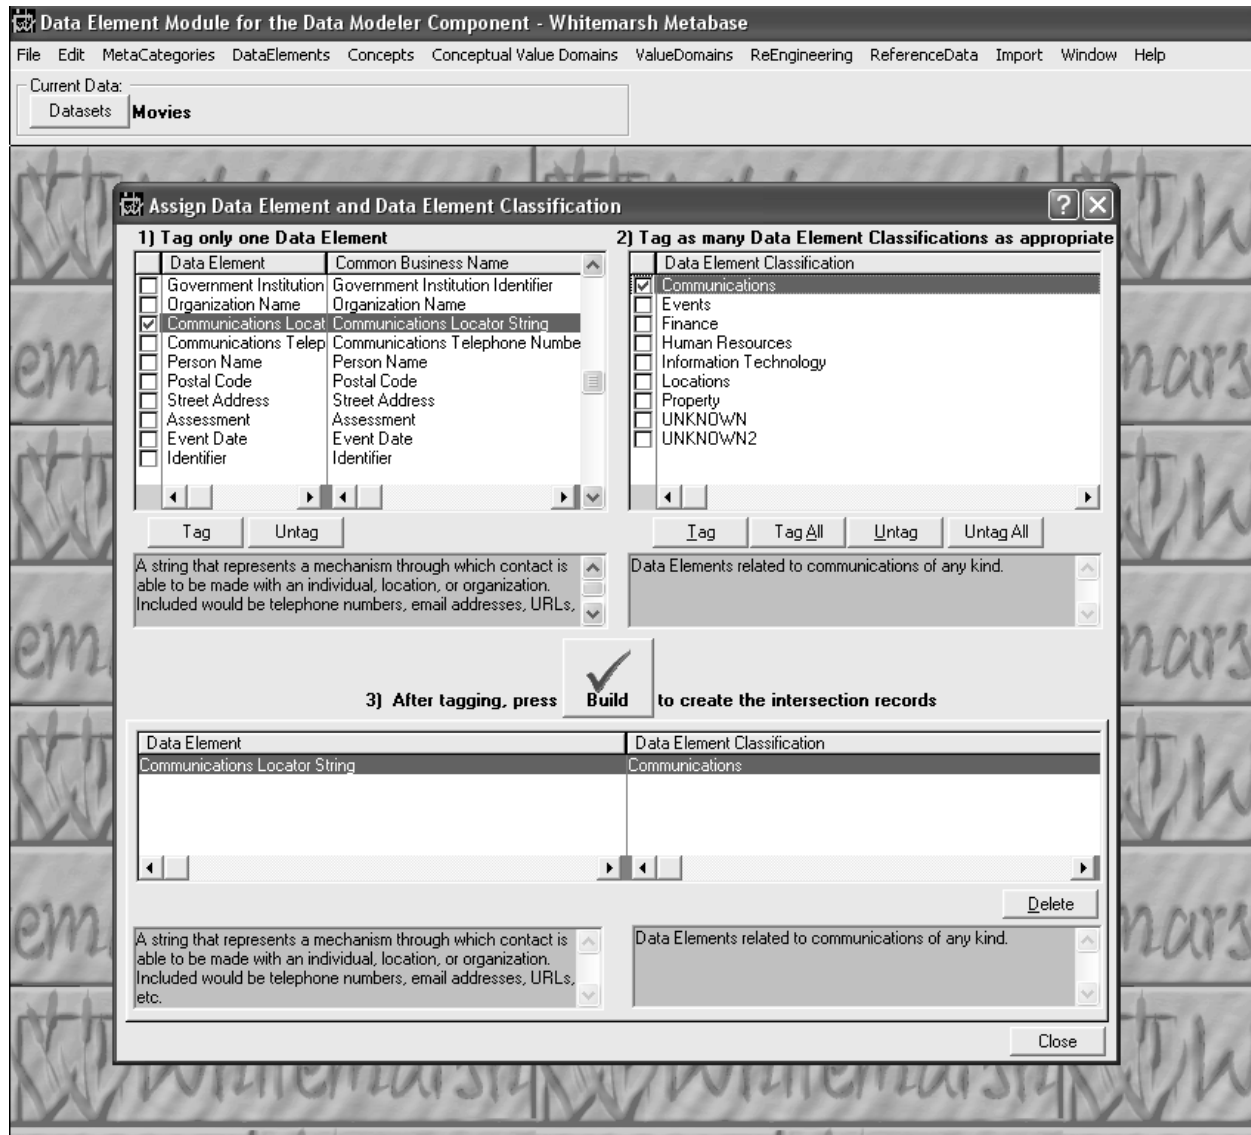 Data Element Module for the Data Modeler Component - Whitemarsh Metabase
File Edit MetaCategories DataElements Concepts Conceptual Value Domains ValueDomains ReEngineering ReferenceData Import Window Help
Current Data:
Datasets Movies
Assign Data Element and Data Element Classification
1) Tag only one Data Element
2) Tag as many Data Element Classifications as appropriate
Data Element Common Business Name
Government Institution Government Institution Identifier
Organization Name Organization Name
Communications Locat Communications Locator String
Communications Telep Communications Telephone Numbe
Person Name Person Name
Postal Code Postal Code
Street Address Street Address
Assessment Assessment
Event Date Event Date
Identifier Identifier
Data Element Classification
Communications
Events
Finance
Human Resources
Information Technology
Locations
Property
UNKNOWN
UNKNOWN2
Tag Untag
Tag Tag All Untag Untag All
A string that represents a mechanism through which contact is
able to be made with an individual, location, or organization.
Included would be telephone numbers, email addresses, URLs,
Data Elements related to communications of any kind.
3) After tagging, press Build to create the intersection records
Data Element Data Element Classification
Communications Locator String Communications
Delete
A string that represents a mechanism through which contact is
able to be made with an individual, location, or organization.
Included would be telephone numbers, email addresses, URLs,
etc.
Data Elements related to communications of any kind.
Close
Whitemarsh